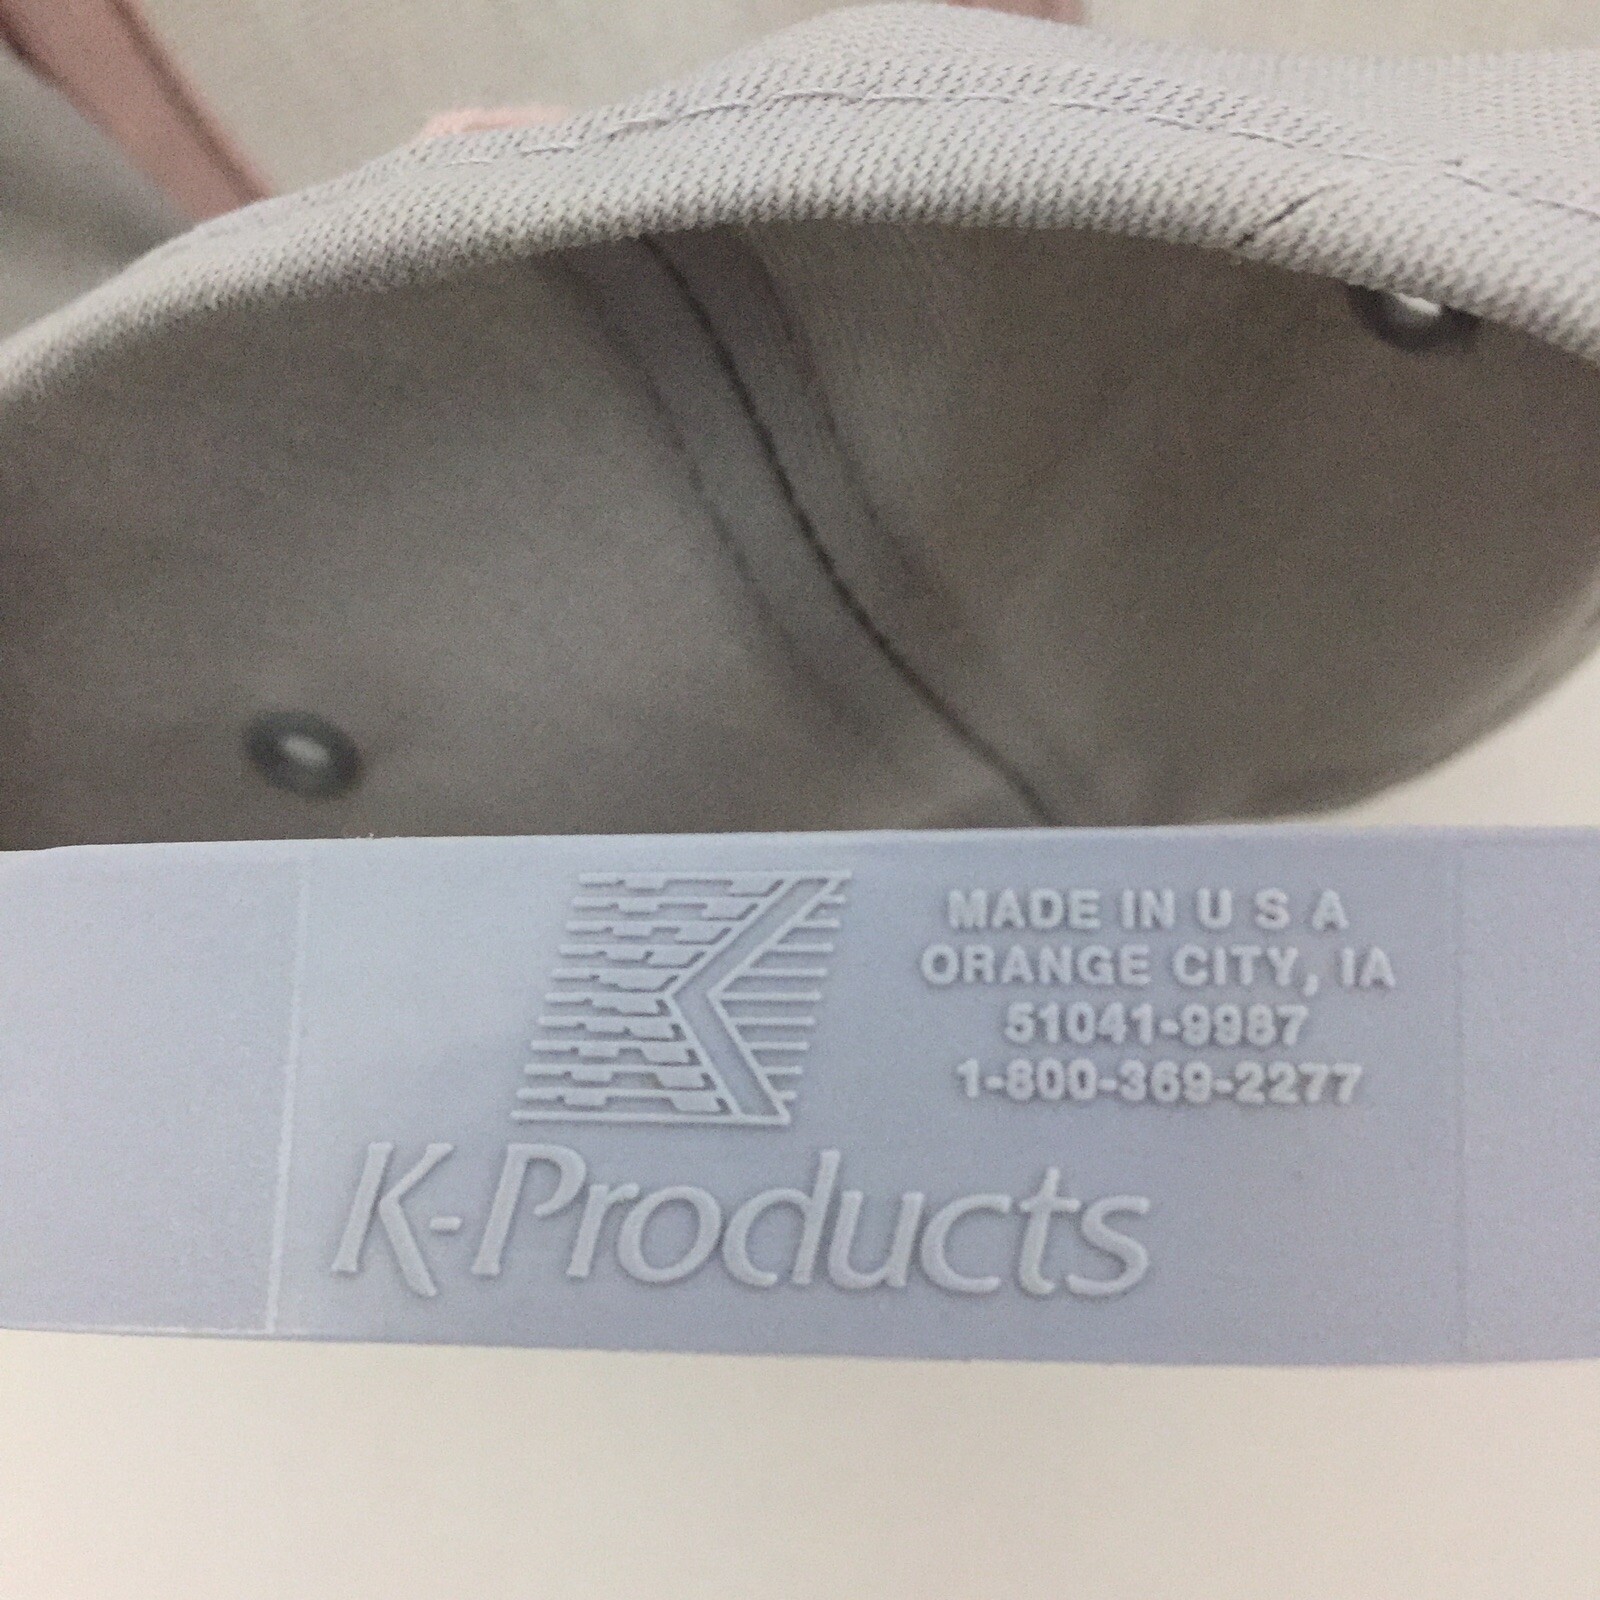 MADE IN U S A
ORANGE CITY, IA
51041-9987
1-800-369-2277
K-Products